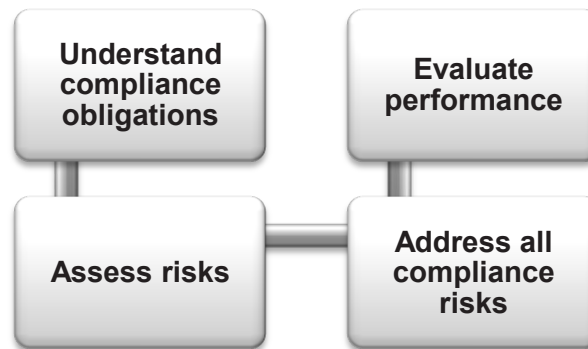 Understand
compliance
obligations
Assess risks
Address all
compliance
risks
Evaluate
performance